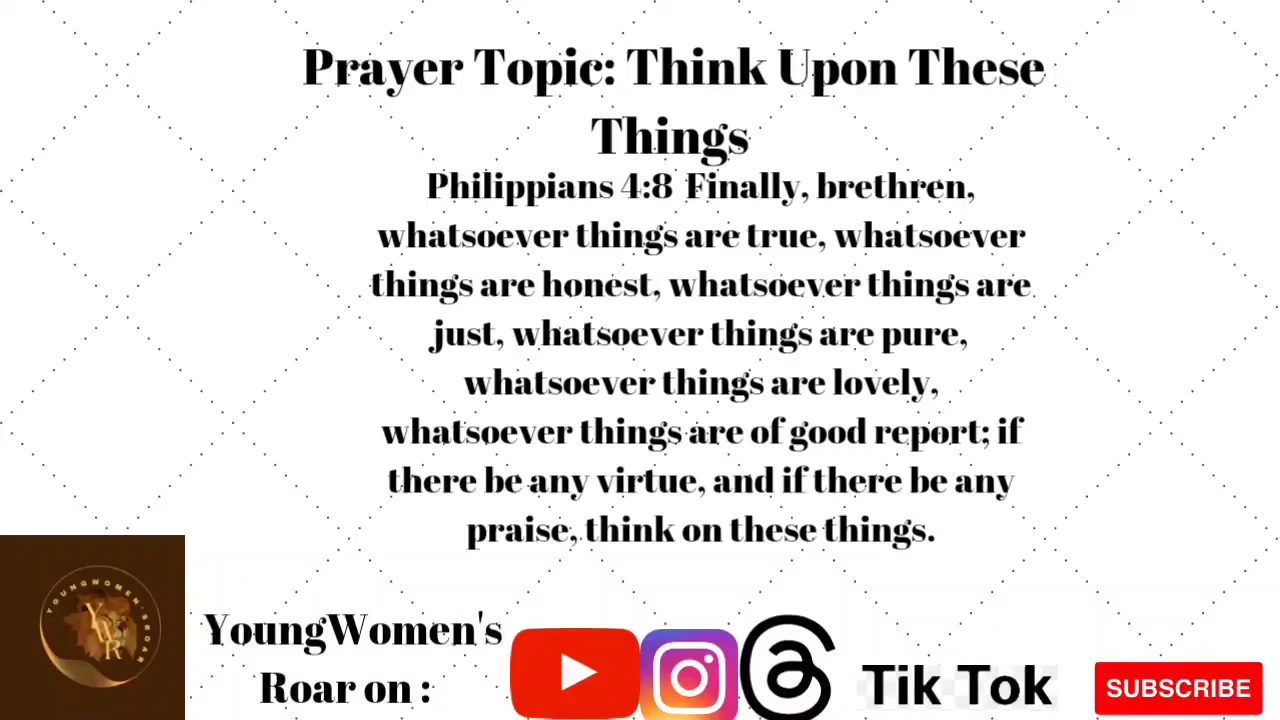 Prayer Topic: Think Upon These
Things
Philippians 4:8 Finally, brethren,
whatsoever things are true, whatsoever
things are honest, whatsoever things are
just, whatsoever things are pure,
whatsoever things are lovely,
whatsoever things are of good report; if
there be any virtue, and if there be any
praise, think on these things.
YOUNGWOMEN'SROAR
YWR
YoungWomen's
Roar on :
Tik Tok
SUBSCRIBE